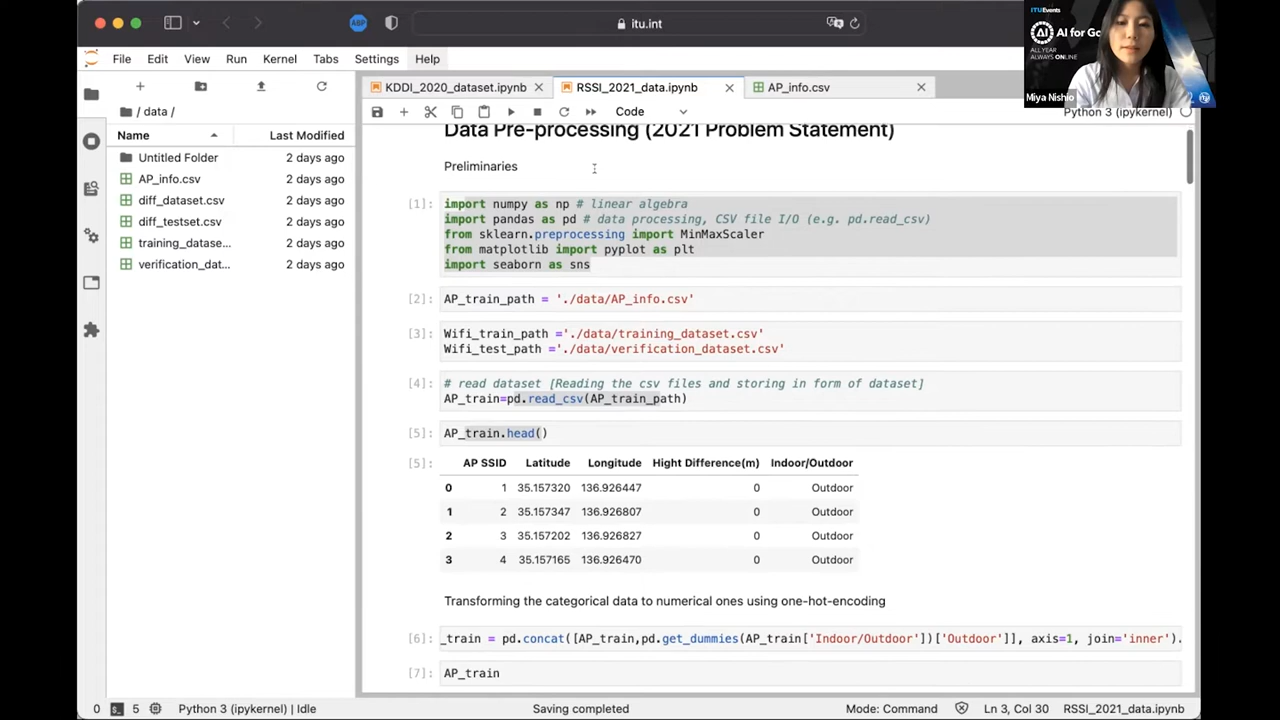 itu.int
ITUEvents
AI AI for Go
ALL YEAR
ALWAYS ONLINE
Miya Nishio
File Edit View Run Kernel Tabs Settings Help
KDDI_2020_dataset.ipynb RSSI_2021_data.ipynb AP_info.csv
Code Python 3 (ipykernel)
/ data /
Name Last Modified
Untitled Folder 2 days ago
AP_info.csv 2 days ago
diff_dataset.csv 2 days ago
diff_testset.csv 2 days ago
training_datase... 2 days ago
verification_dat... 2 days ago
Data Pre-processing (2021 Problem Statement)
Preliminaries
[1]: import numpy as np # linear algebra
import pandas as pd # data processing, CSV file I/O (e.g. pd.read_csv)
from sklearn.preprocessing import MinMaxScaler
from matplotlib import pyplot as plt
import seaborn as sns
[2]: AP_train_path = './data/AP_info.csv'
[3]: Wifi_train_path ='./data/training_dataset.csv'
Wifi_test_path ='./data/verification_dataset.csv'
[4]: # read dataset [Reading the csv files and storing in form of dataset]
AP_train=pd.read_csv(AP_train_path)
[5]: AP_train.head()
[5]: AP SSID Latitude Longitude Hight Difference(m) Indoor/Outdoor
0 1 35.157320 136.926447 0 Outdoor
1 2 35.157347 136.926807 0 Outdoor
2 3 35.157202 136.926827 0 Outdoor
3 4 35.157165 136.926470 0 Outdoor
Transforming the categorical data to numerical ones using one-hot-encoding
[6]: _train = pd.concat([AP_train,pd.get_dummies(AP_train['Indoor/Outdoor'])['Outdoor']], axis=1, join='inner').
[7]: AP_train
0 5 Python 3 (ipykernel) | Idle Saving completed Mode: Command Ln 3, Col 30 RSSI_2021_data.ipynb